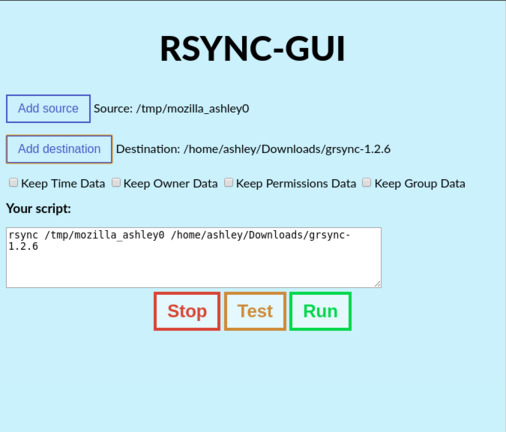 RSYNC-GUI
Add source Source: /tmp/mozilla_ashley0
Add destination Destination: /home/ashley/Downloads/grsync-1.2.6
Keep Time Data Keep Owner Data Keep Permissions Data Keep Group Data
Your script:
rsync /tmp/mozilla_ashley0 /home/ashley/Downloads/grsync-
1.2.6
Stop Test Run